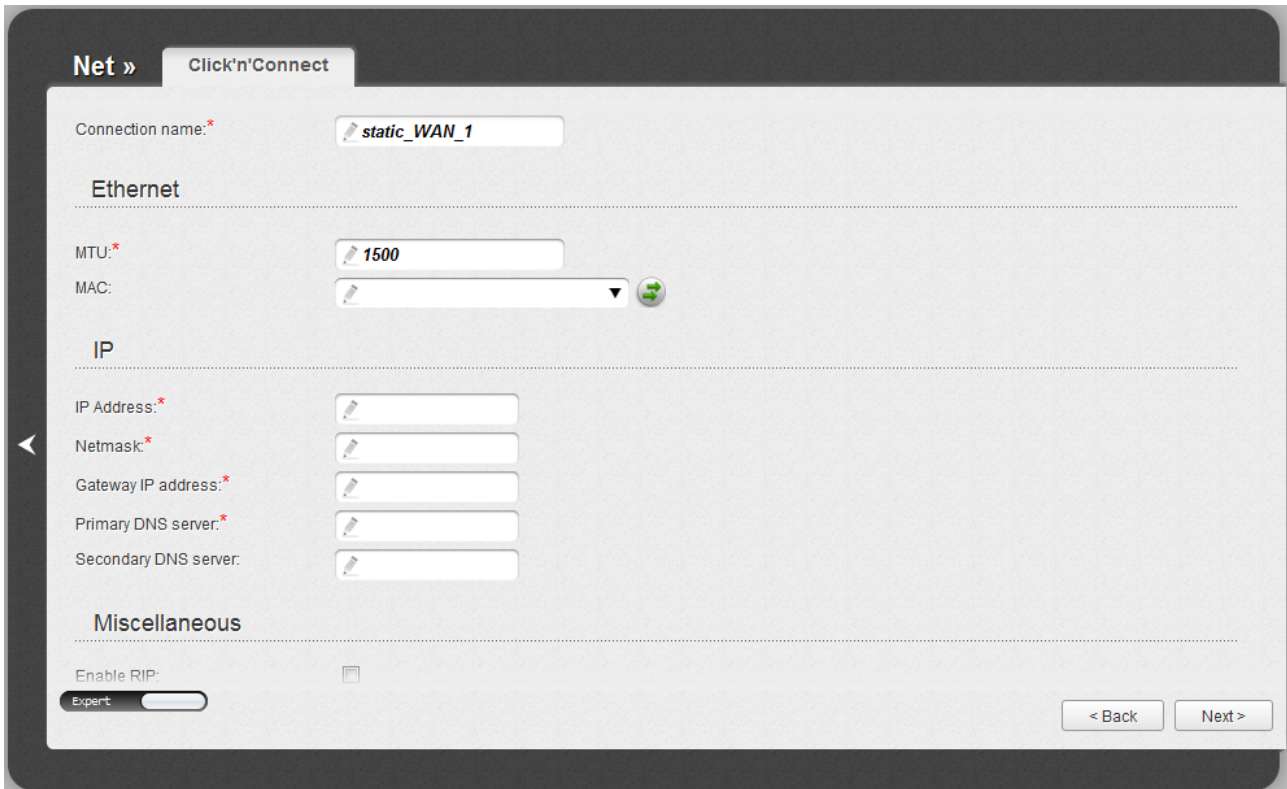 Net » Click'n'Connect
Connection name:* static_WAN_1
Ethernet
MTU:* 1500
MAC:
IP
IP Address:*
Netmask:*
Gateway IP address:*
Primary DNS server:*
Secondary DNS server:
Miscellaneous
Enable RIP:
Expert
< Back Next >